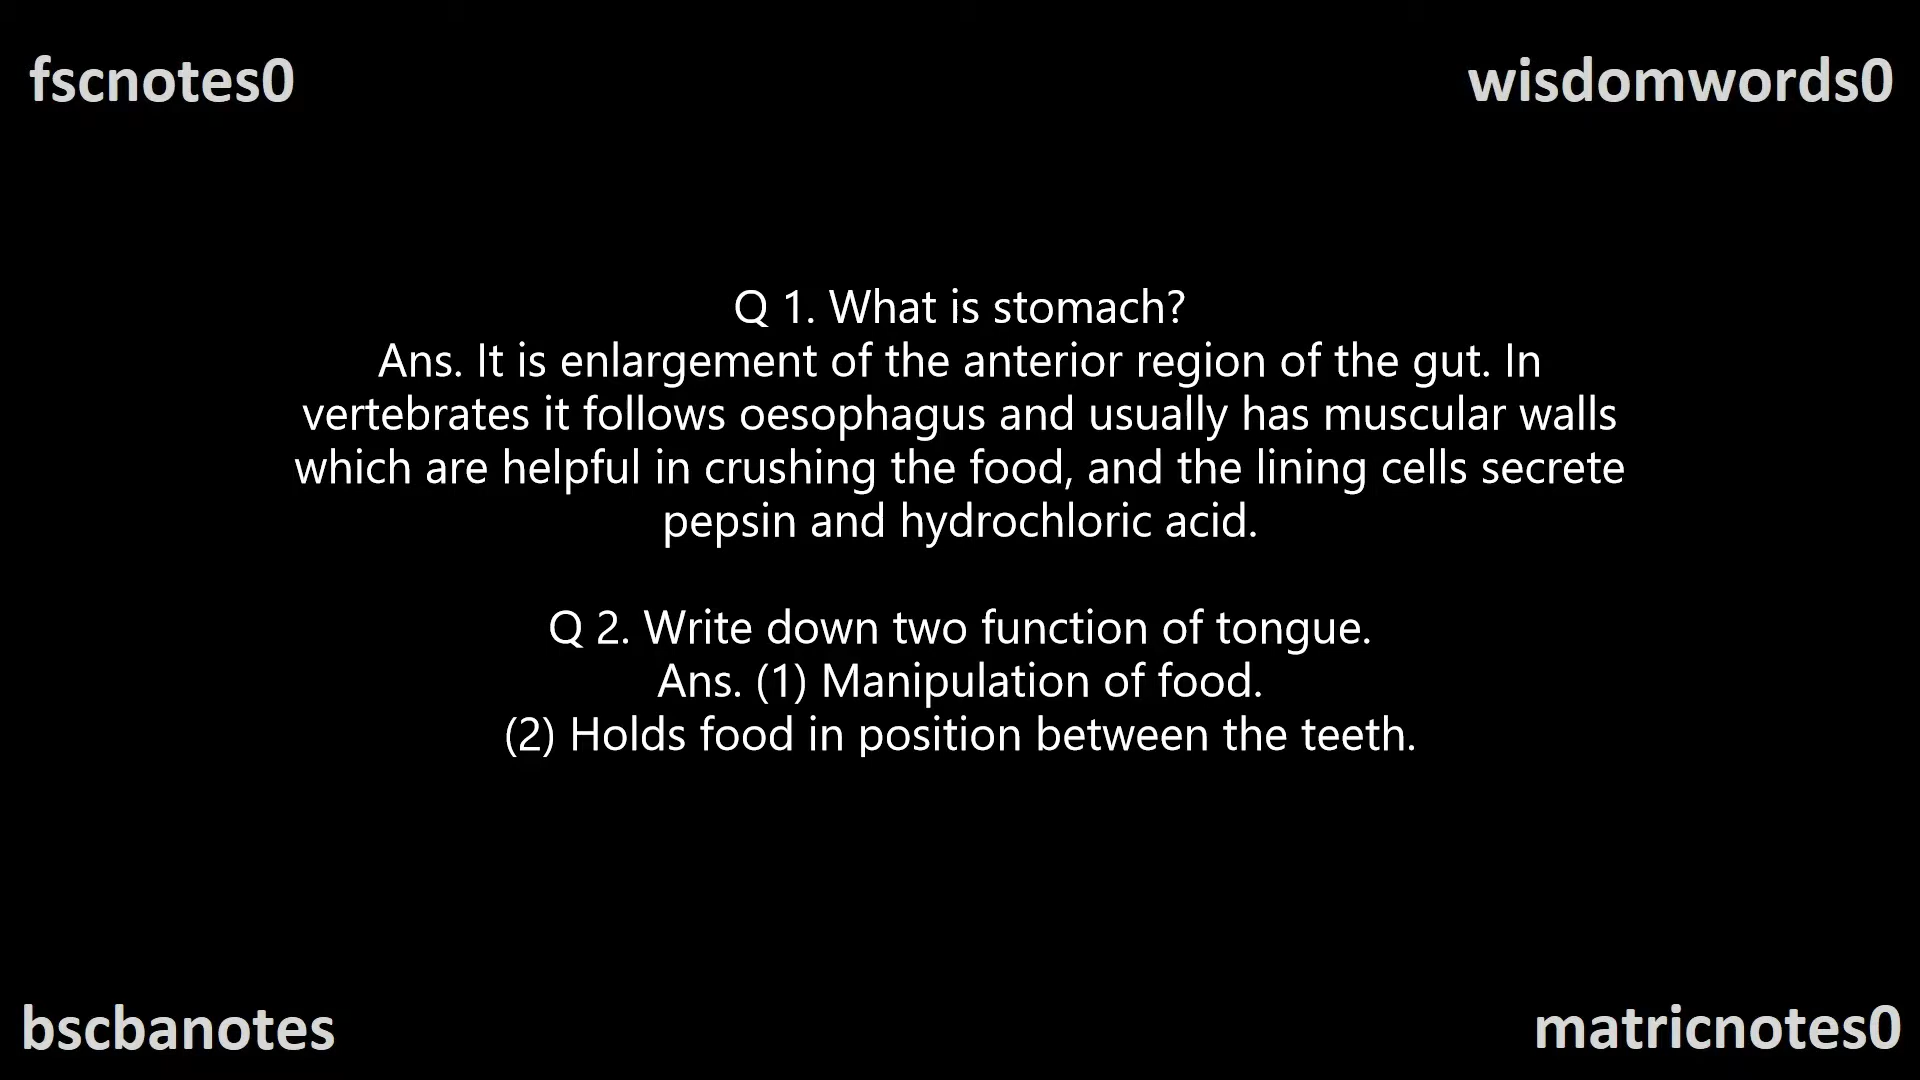 fscnotes0
wisdomwords0
Q 1. What is stomach?
Ans. It is enlargement of the anterior region of the gut. In
vertebrates it follows oesophagus and usually has muscular walls
which are helpful in crushing the food, and the lining cells secrete
pepsin and hydrochloric acid.
Q 2. Write down two function of tongue.
Ans. (1) Manipulation of food.
(2) Holds food in position between the teeth.
bscbanotes
matricnotes0